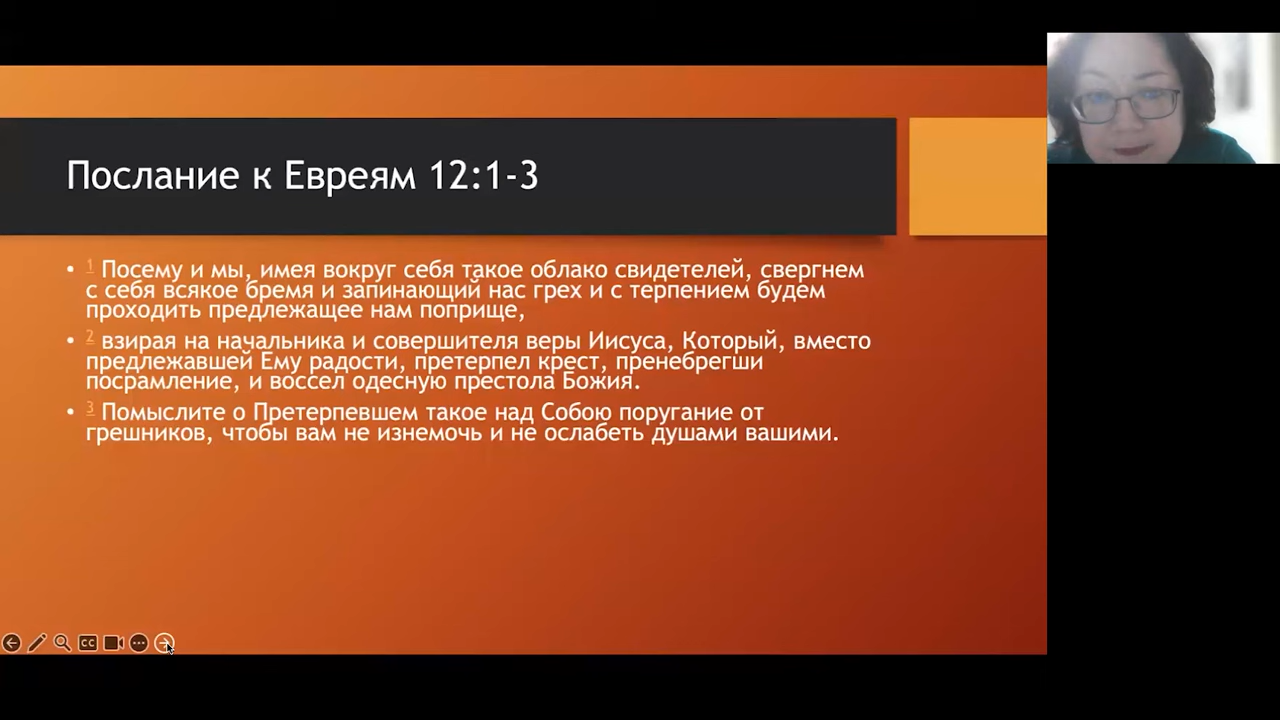 Послание к Евреям 12:1-3
• 1 Посему и мы, имея вокруг себя такое облако свидетелей, свергнем
с себя всякое бремя и запинающий нас грех и с терпением будем
проходить предлежащее нам поприще,
• 2 взирая на начальника и совершителя веры Иисуса, Который, вместо
предлежавшей Ему радости, претерпел крест, пренебрегши
посрамление, и воссел одесную престола Божия.
• 3 Помыслите о Претерпевшем такое над Собою поругание от
грешников, чтобы вам не изнемочь и не ослабеть душами вашими.
CC